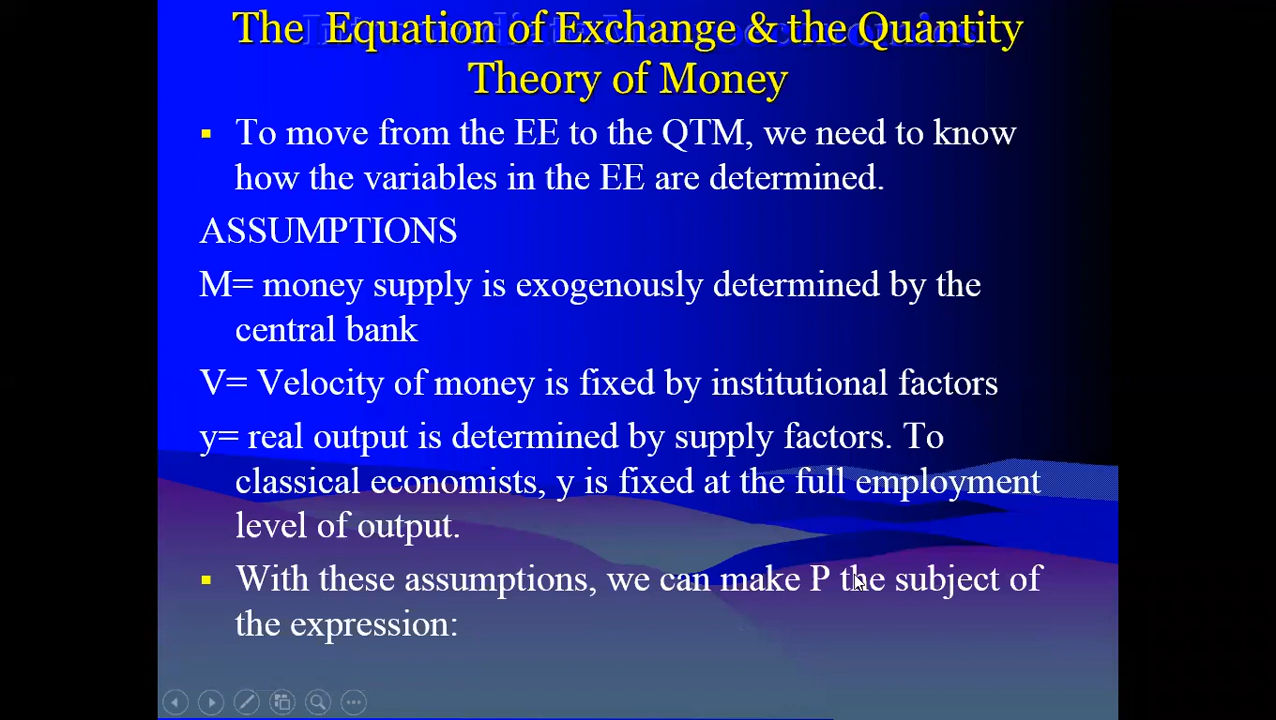 The Equation of Exchange & the Quantity
Theory of Money
▪ To move from the EE to the QTM, we need to know
how the variables in the EE are determined.
ASSUMPTIONS
M= money supply is exogenously determined by the
central bank
V= Velocity of money is fixed by institutional factors
y= real output is determined by supply factors. To
classical economists, y is fixed at the full employment
level of output.
▪ With these assumptions, we can make P the subject of
the expression: